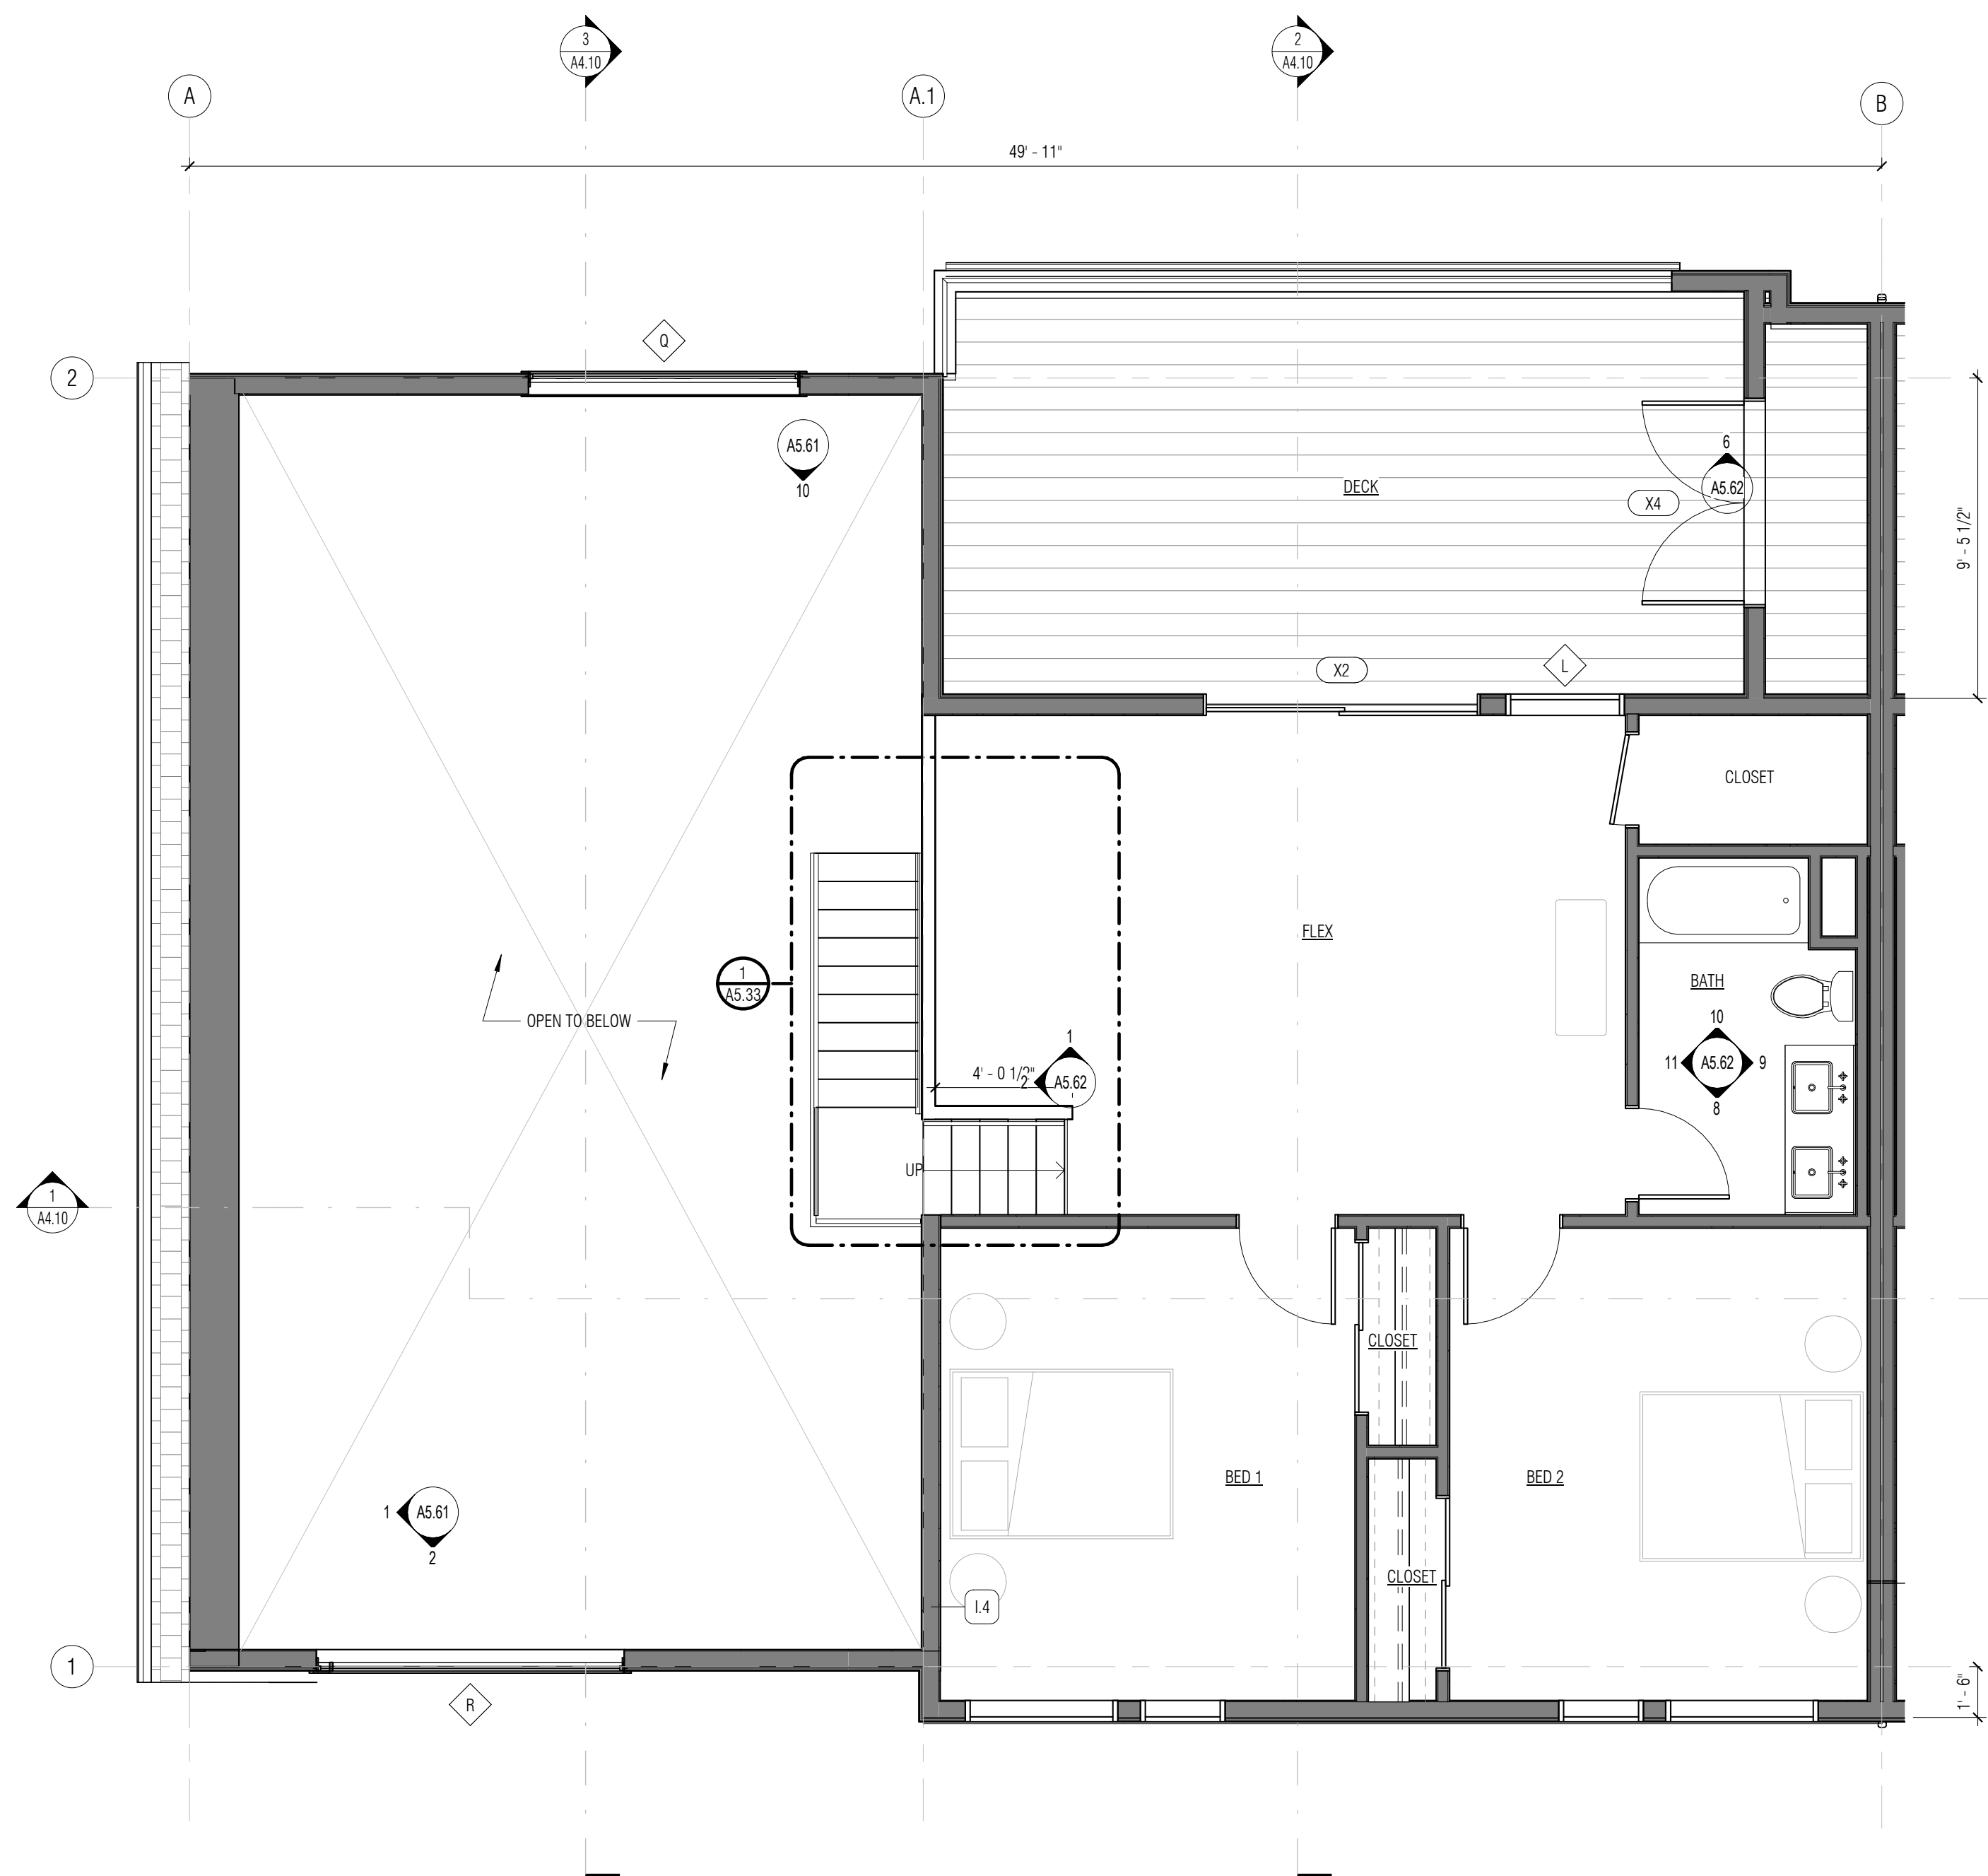 3
A4.10
2
A4.10
A
A.1
B
49' - 11"
Q
2
A5.61
10
6
A5.62
DECK
X4
9' - 5 1/2"
X2
L
CLOSET
FLEX
1
A5.33
BATH
OPEN TO BELOW
10
11
A5.62
9
8
1
4' - 0 1/2"
2
A5.62
UP
1
A4.10
CLOSET
BED 1
BED 2
1
A5.61
2
CLOSET
I.4
1
R
1' - 6"